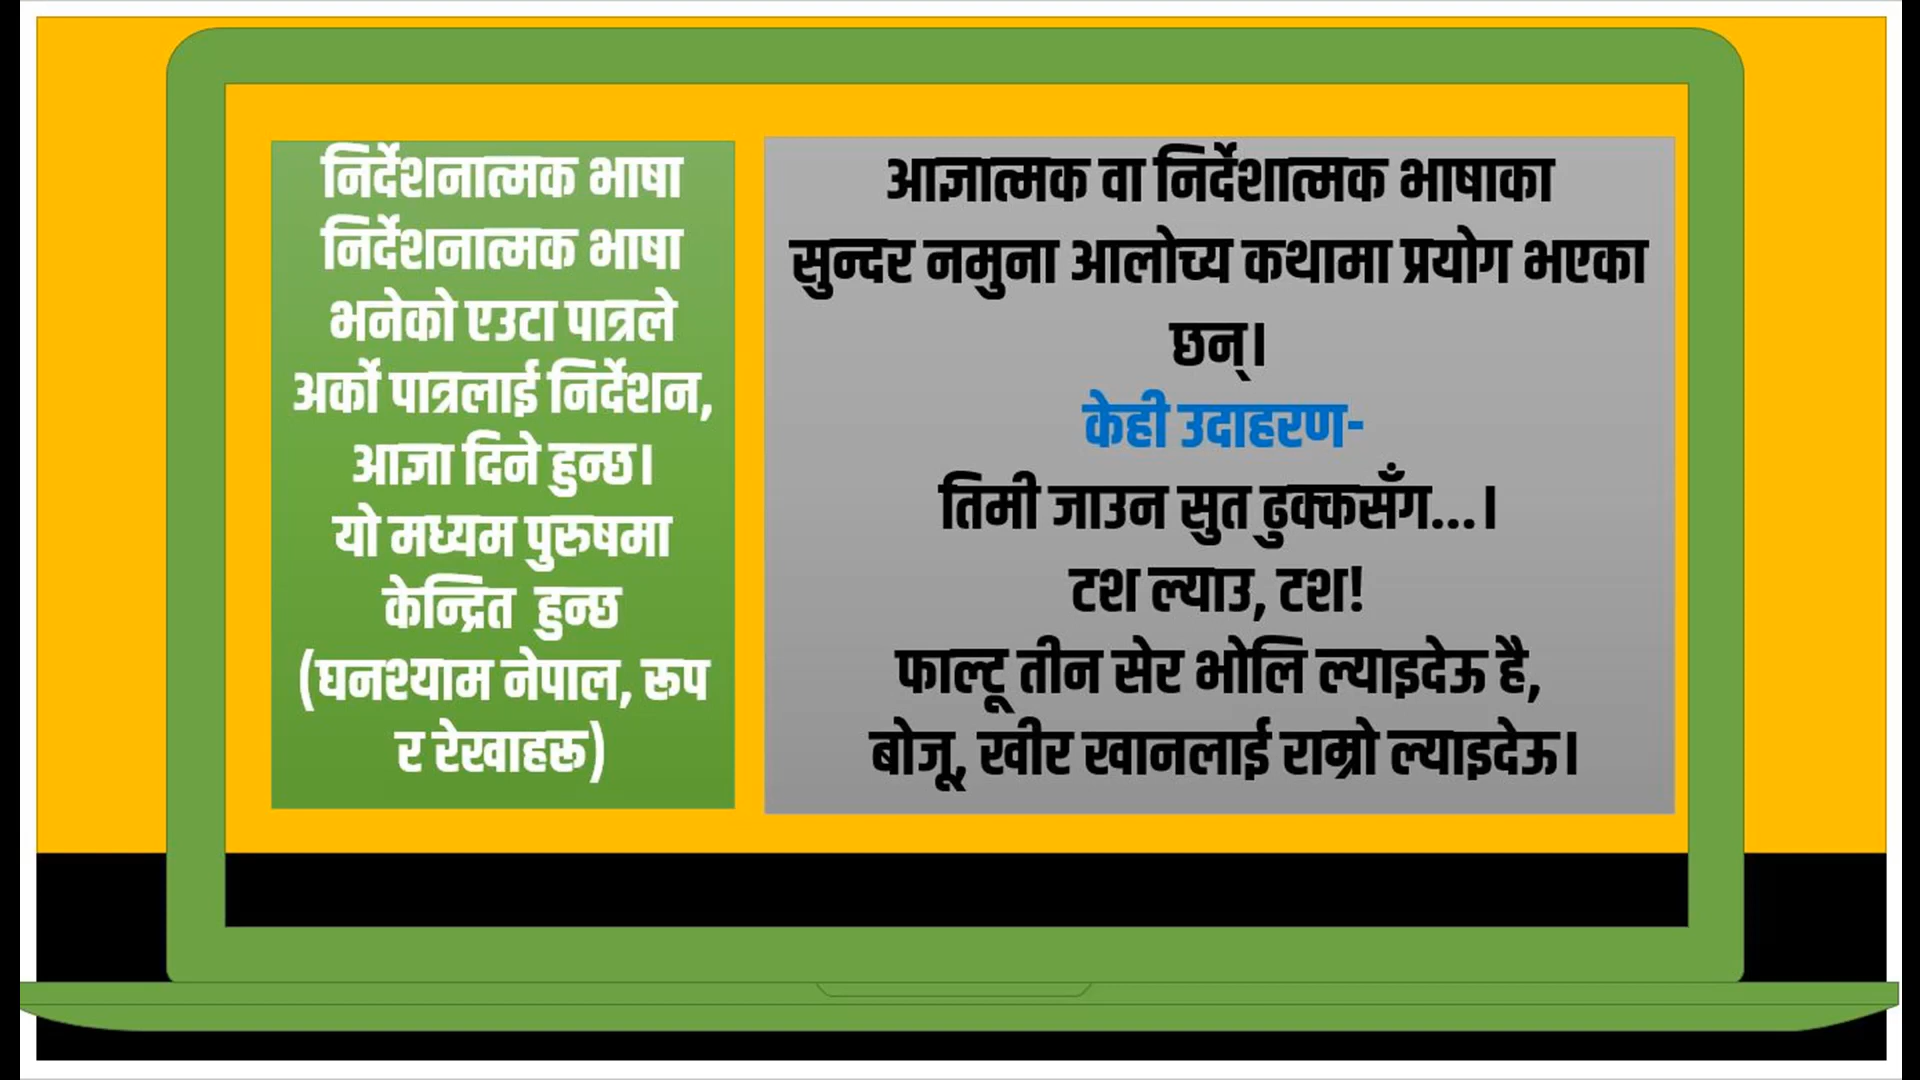 निर्देशनात्मक भाषा
निर्देशनात्मक भाषा
भनेको एउटा पात्रले
अर्को पात्रलाई निर्देशन,
आज्ञा दिने हुन्छ।
यो मध्यम पुरुषमा
केन्द्रित हुन्छ
(घनश्याम नेपाल, रूप
र रेखाहरू)
आज्ञात्मक वा निर्देशात्मक भाषाका
सुन्दर नमुना आलोच्य कथामा प्रयोग भएका
छन्।
केही उदाहरण-
तिमी जाउन सुत ढुक्कसँग...।
टश ल्याउ, टश!
फाल्टू तीन सेर भोलि ल्याइदेऊ है,
बोजू, खीर खानलाई राम्रो ल्याइदेऊ।